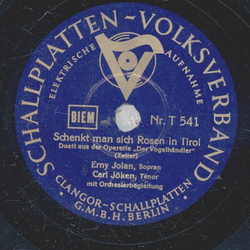 SCHALLPLATTEN-VOLKSVERBAND
ELEKTRISCHE AUFNAHME
BIEM
Nr. T 541
Schenkt man sich Rosen in Tirol
Duett aus der Operette „Der Vogelhändler"
(Zeller)
Erny Jolan, Sopran
Carl Jöken, Tenor
mit Orchesterbegleitung
CLANGOR-SCHALLPLATTEN
G.M.B.H. BERLIN